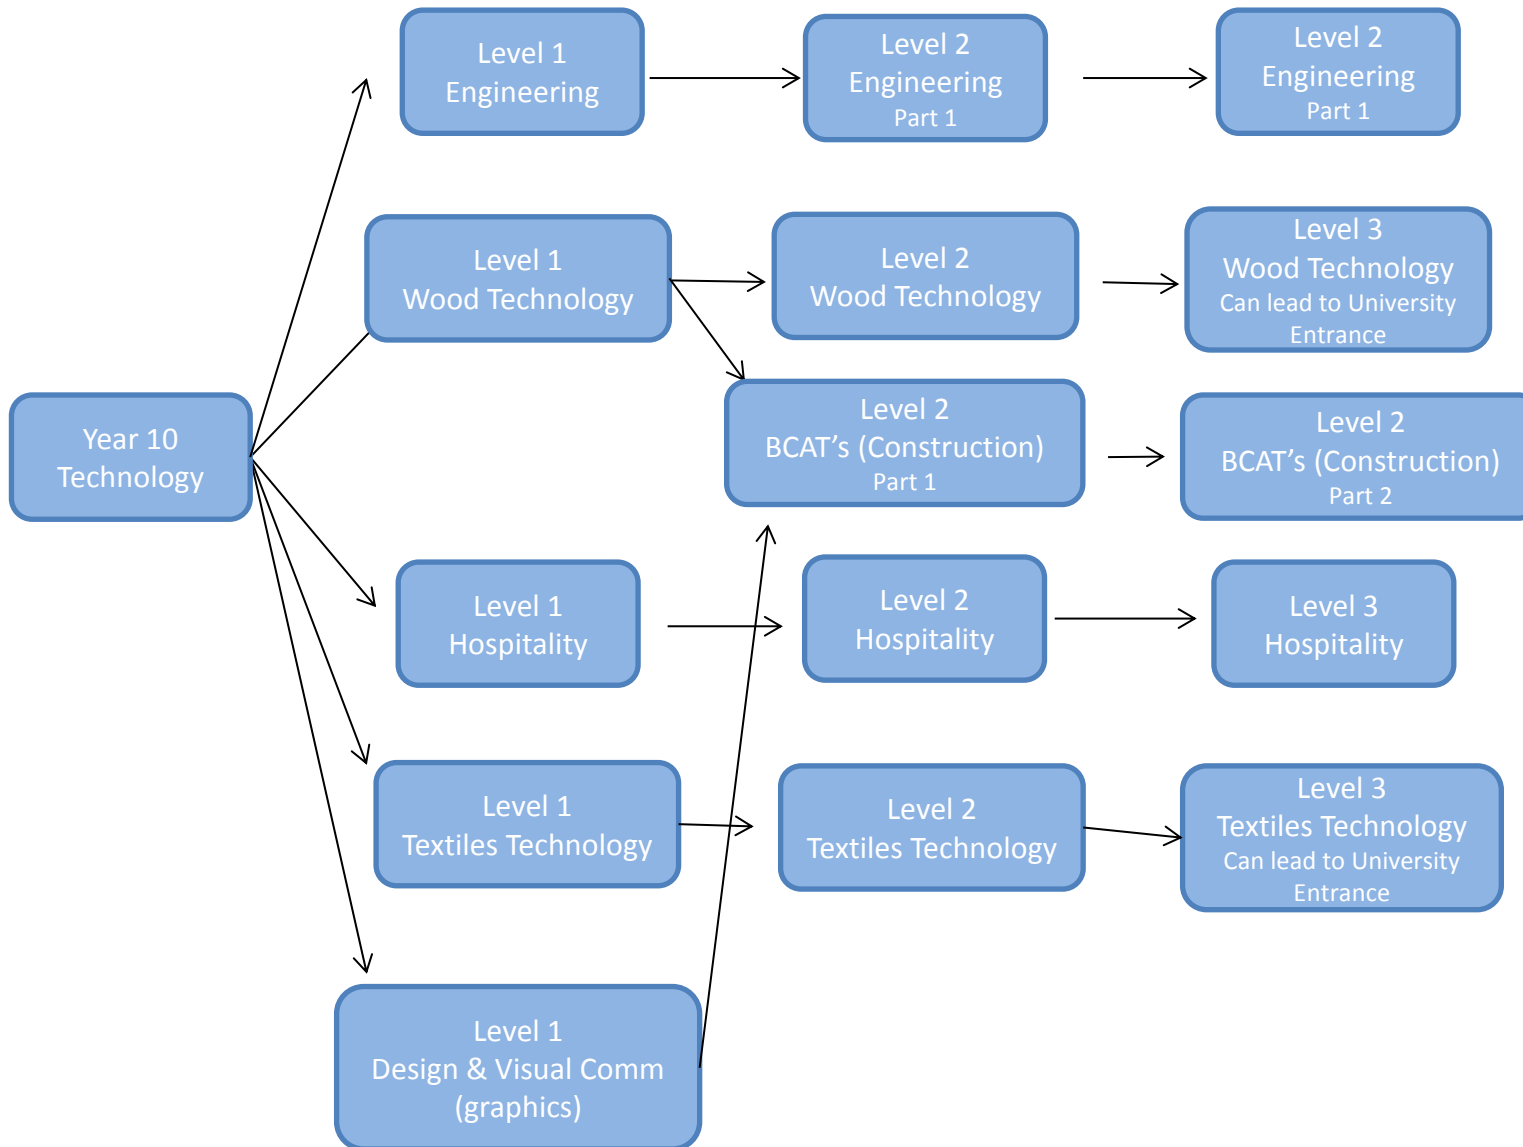 Level 1
Engineering
Level 2
Engineering
Part 1
Level 2
Engineering
Part 1
Level 1
Wood Technology
Level 2
Wood Technology
Level 3
Wood Technology
Can lead to University
Entrance
Year 10
Technology
Level 2
BCAT’s (Construction)
Part 1
Level 2
BCAT’s (Construction)
Part 2
Level 1
Hospitality
Level 2
Hospitality
Level 3
Hospitality
Level 1
Textiles Technology
Level 2
Textiles Technology
Level 3
Textiles Technology
Can lead to University
Entrance
Level 1
Design & Visual Comm
(graphics)